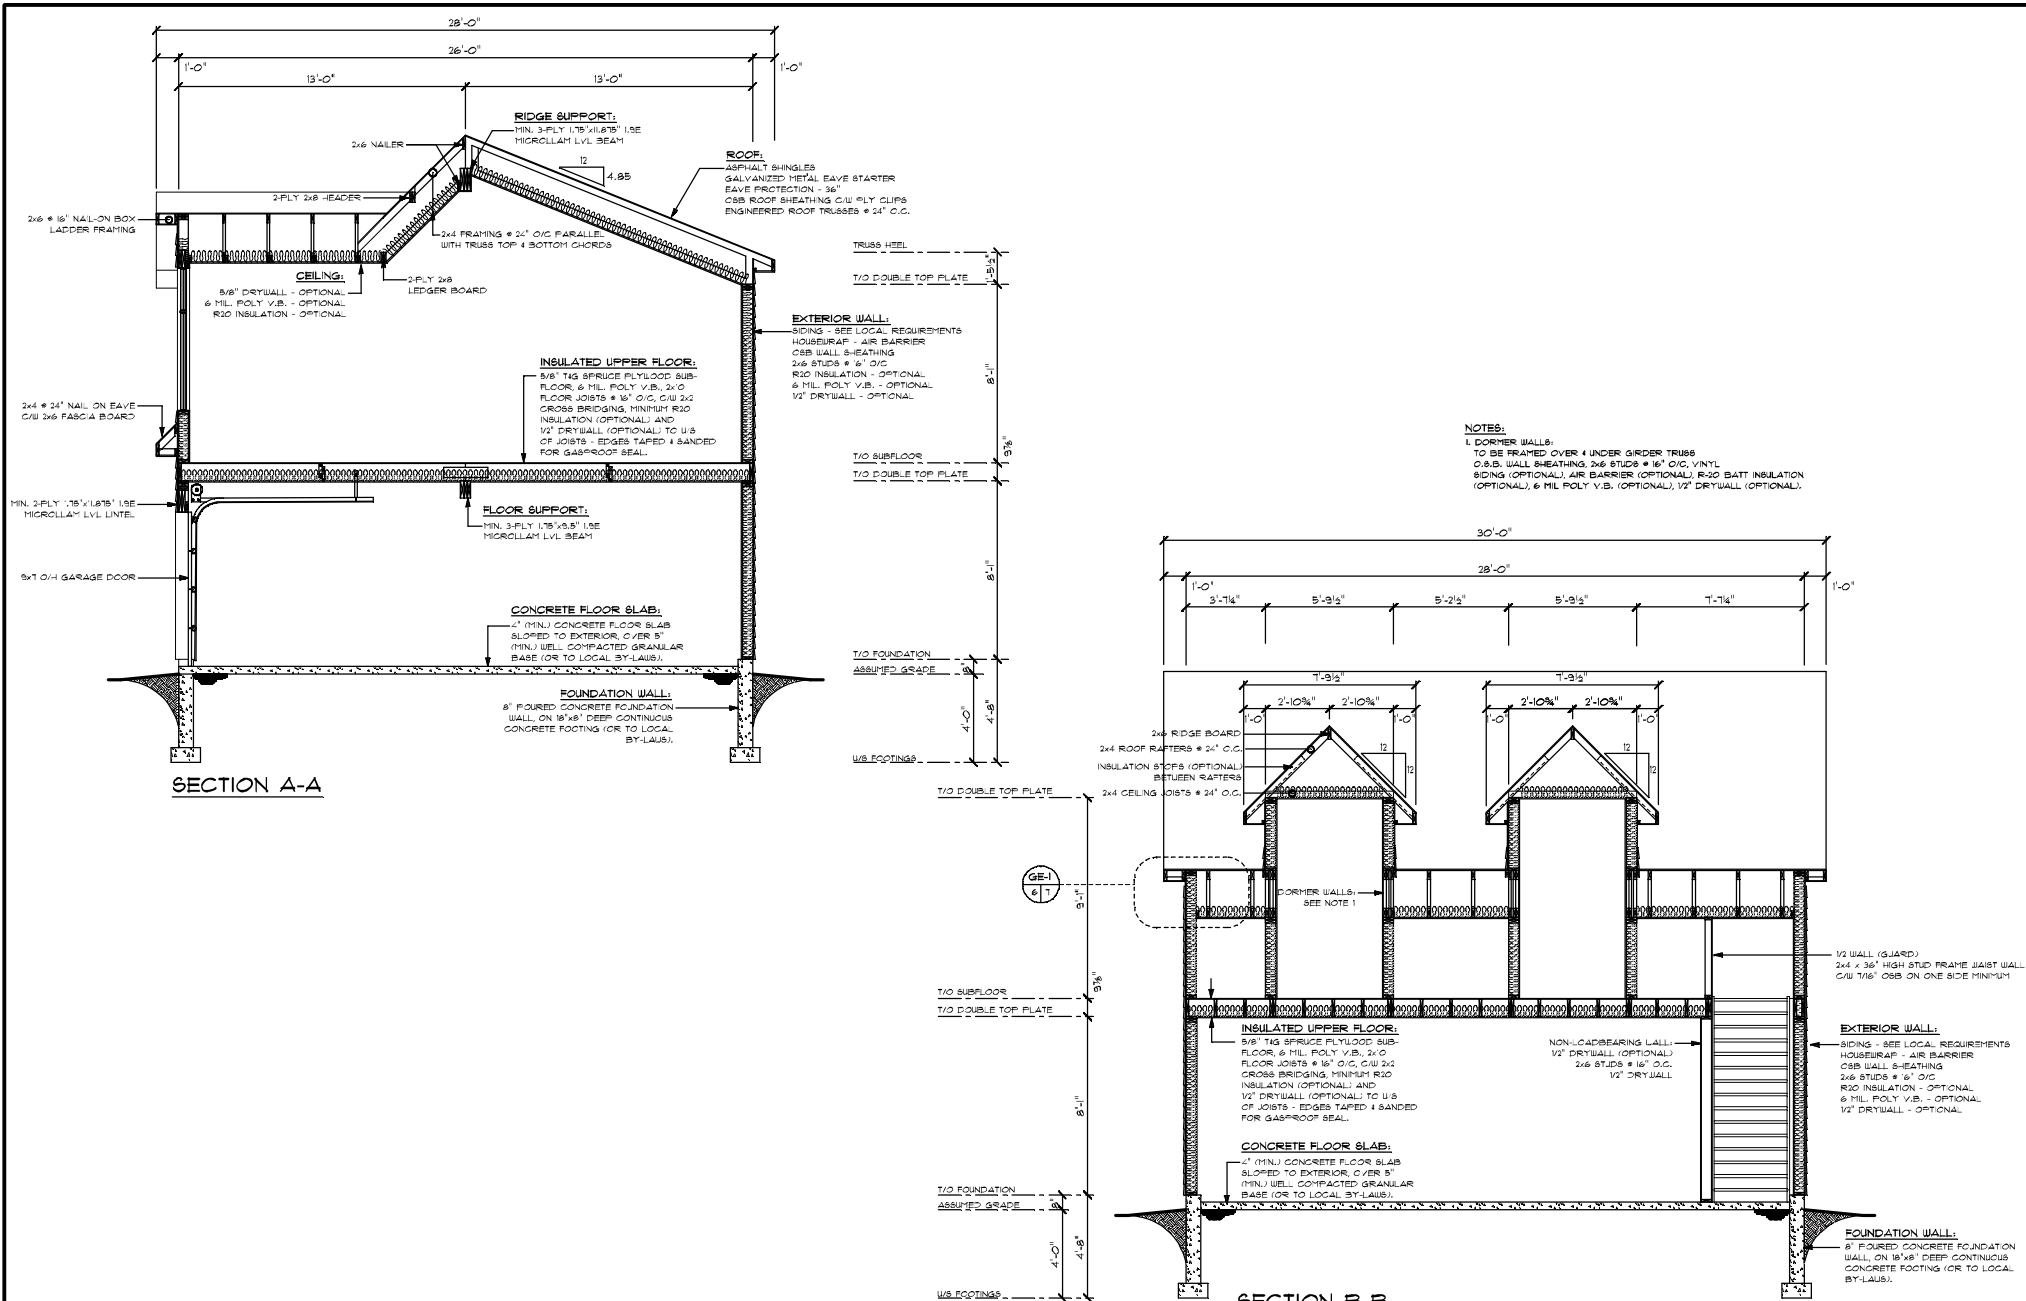 28'-0"
26'-0"
1'-0"
1'-0"
13'-0"
13'-0"
RIDGE SUPPORT:
MIN. 3-PLY 1.75"x11.875" 1.9E
MICROLLAM LVL BEAM
2x6 NAILER
12
4.85
ROOF:
ASPHALT SHINGLES
GALVANIZED METAL EAVE STARTER
EAVE PROTECTION - 36"
OSB ROOF SHEATHING C/W PLY CLIPS
ENGINEERED ROOF TRUSSES @ 24" O.C.
2-PLY 2x8 HEADER
2x6 @ 16" NAIL-ON BOX
LADDER FRAMING
2x4 FRAMING @ 24" O/C PARALLEL
WITH TRUSS TOP & BOTTOM CHORDS
CEILING:
5/8" DRYWALL - OPTIONAL
6 MIL. POLY V.B. - OPTIONAL
R20 INSULATION - OPTIONAL
2-PLY 2x8
LEDGER BOARD
TRUSS HEEL
1'-5½"
T/O DOUBLE TOP PLATE
EXTERIOR WALL:
SIDING - SEE LOCAL REQUIREMENTS
HOUSEWRAP - AIR BARRIER
OSB WALL SHEATHING
2x6 STUDS @ 16" O/C
R20 INSULATION - OPTIONAL
6 MIL. POLY V.B. - OPTIONAL
1/2" DRYWALL - OPTIONAL
8'-1"
INSULATED UPPER FLOOR:
5/8" T&G SPRUCE PLYWOOD SUB-
FLOOR, 6 MIL. POLY V.B., 2x10
FLOOR JOISTS @ 16" O/C, C/W 2x2
CROSS BRIDGING, MINIMUM R20
INSULATION (OPTIONAL) AND
1/2" DRYWALL (OPTIONAL) TO U/S
OF JOISTS - EDGES TAPED & SANDED
FOR GASPROOF SEAL.
2x4 @ 24" NAIL ON EAVE
C/W 2x6 FASCIA BOARD
T/O SUBFLOOR
T/O DOUBLE TOP PLATE
9⅞"
MIN. 2-PLY 1.75"x11.875" 1.9E
MICROLLAM LVL LINTEL
FLOOR SUPPORT:
MIN. 3-PLY 1.75"x9.5" 1.9E
MICROLLAM LVL BEAM
8'-1"
9x7 O/H GARAGE DOOR
CONCRETE FLOOR SLAB:
4" (MIN.) CONCRETE FLOOR SLAB
SLOPED TO EXTERIOR, OVER 5"
(MIN.) WELL COMPACTED GRANULAR
BASE (OR TO LOCAL BY-LAWS).
T/O FOUNDATION
ASSUMED GRADE
8"
FOUNDATION WALL:
8" POURED CONCRETE FOUNDATION
WALL, ON 18"x8" DEEP CONTINUOUS
CONCRETE FOOTING (OR TO LOCAL
BY-LAWS).
4'-0"
4'-8"
U/S FOOTINGS
SECTION A-A
NOTES:
1. DORMER WALLS:
TO BE FRAMED OVER & UNDER GIRDER TRUSS
O.S.B. WALL SHEATHING, 2x6 STUDS @ 16" O/C, VINYL
SIDING (OPTIONAL), AIR BARRIER (OPTIONAL), R-20 BATT INSULATION
(OPTIONAL), 6 MIL POLY V.B. (OPTIONAL), 1/2" DRYWALL (OPTIONAL).
30'-0"
28'-0"
1'-0"
1'-0"
3'-7¼"
5'-9½"
5'-2½"
5'-9½"
7'-7¼"
7'-9½"
7'-9½"
2'-10¾"
2'-10¾"
2'-10¾"
2'-10¾"
1'-0"
1'-0"
1'-0"
1'-0"
2x6 RIDGE BOARD
2x4 ROOF RAFTERS @ 24" O.C.
INSULATION STOPS (OPTIONAL)
BETWEEN RAFTERS
2x4 CEILING JOISTS @ 24" O.C.
12
12
12
12
T/O DOUBLE TOP PLATE
GE-1
6
7
9'-1"
DORMER WALLS:
SEE NOTE 1
1/2 WALL (GUARD)
2x4 x 36" HIGH STUD FRAME WAIST WALL
C/W 7/16" OSB ON ONE SIDE MINIMUM
T/O SUBFLOOR
T/O DOUBLE TOP PLATE
9⅞"
INSULATED UPPER FLOOR:
5/8" T&G SPRUCE PLYWOOD SUB-
FLOOR, 6 MIL. POLY V.B., 2x10
FLOOR JOISTS @ 16" O/C, C/W 2x2
CROSS BRIDGING, MINIMUM R20
INSULATION (OPTIONAL) AND
1/2" DRYWALL (OPTIONAL) TO U/S
OF JOISTS - EDGES TAPED & SANDED
FOR GASPROOF SEAL.
NON-LOADBEARING LALL:
1/2" DRYWALL (OPTIONAL)
2x6 STUDS @ 16" O.C.
1/2" DRYWALL
EXTERIOR WALL:
SIDING - SEE LOCAL REQUIREMENTS
HOUSEWRAP - AIR BARRIER
OSB WALL SHEATHING
2x6 STUDS @ 16" O/C
R20 INSULATION - OPTIONAL
6 MIL. POLY V.B. - OPTIONAL
1/2" DRYWALL - OPTIONAL
8'-1"
CONCRETE FLOOR SLAB:
4" (MIN.) CONCRETE FLOOR SLAB
SLOPED TO EXTERIOR, OVER 5"
(MIN.) WELL COMPACTED GRANULAR
BASE (OR TO LOCAL BY-LAWS).
T/O FOUNDATION
ASSUMED GRADE
8"
4'-0"
4'-8"
FOUNDATION WALL:
8" POURED CONCRETE FOUNDATION
WALL, ON 18"x8" DEEP CONTINUOUS
CONCRETE FOOTING (OR TO LOCAL
BY-LAWS).
U/S FOOTINGS
SECTION B-B